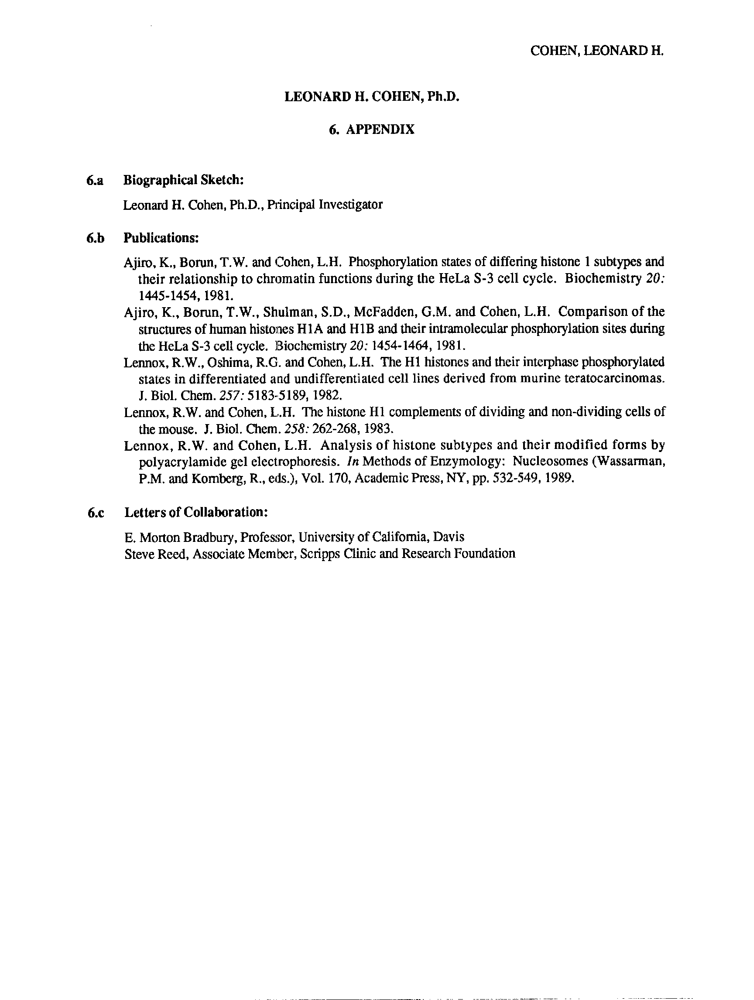 COHEN, LEONARD H.
LEONARD H. COHEN, Ph.D.
6. APPENDIX
6.a Biographical Sketch:
Leonard H. Cohen, Ph.D., Principal Investigator
6.b Publications:
Ajiro, K., Borun, T.W. and Cohen, L.H. Phosphorylation states of differing histone 1 subtypes and
their relationship to chromatin functions during the HeLa S-3 cell cycle. Biochemistry 20:
1445-1454, 1981.
Ajiro, K., Borun, T.W., Shulman, S.D., McFadden, G.M. and Cohen, L.H. Comparison of the
structures of human histones H1A and H1B and their intramolecular phosphorylation sites during
the HeLa S-3 cell cycle. Biochemistry 20: 1454-1464, 1981.
Lennox, R.W., Oshima, R.G. and Cohen, L.H. The H1 histones and their interphase phosphorylated
states in differentiated and undifferentiated cell lines derived from murine teratocarcinomas.
J. Biol. Chem. 257: 5183-5189, 1982.
Lennox, R.W. and Cohen, L.H. The histone H1 complements of dividing and non-dividing cells of
the mouse. J. Biol. Chem. 258: 262-268, 1983.
Lennox, R.W. and Cohen, L.H. Analysis of histone subtypes and their modified forms by
polyacrylamide gel electrophoresis. In Methods of Enzymology: Nucleosomes (Wassarman,
P.M. and Kornberg, R., eds.), Vol. 170, Academic Press, NY, pp. 532-549, 1989.
6.c Letters of Collaboration:
E. Morton Bradbury, Professor, University of California, Davis
Steve Reed, Associate Member, Scripps Clinic and Research Foundation